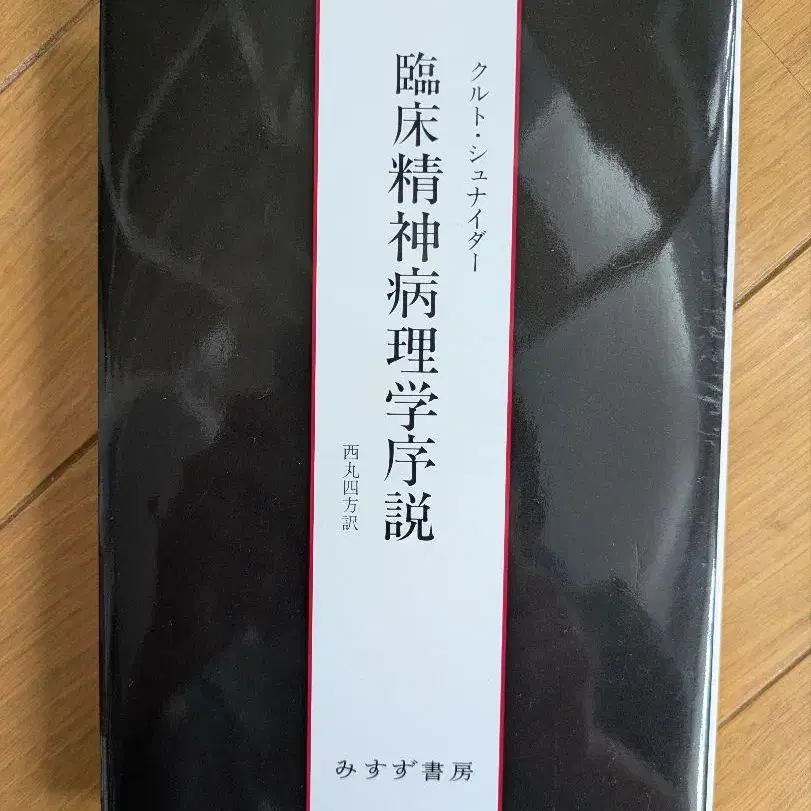 クルト・シュナイダー
臨床精神病理学序説
西丸四方訳
みすず書房